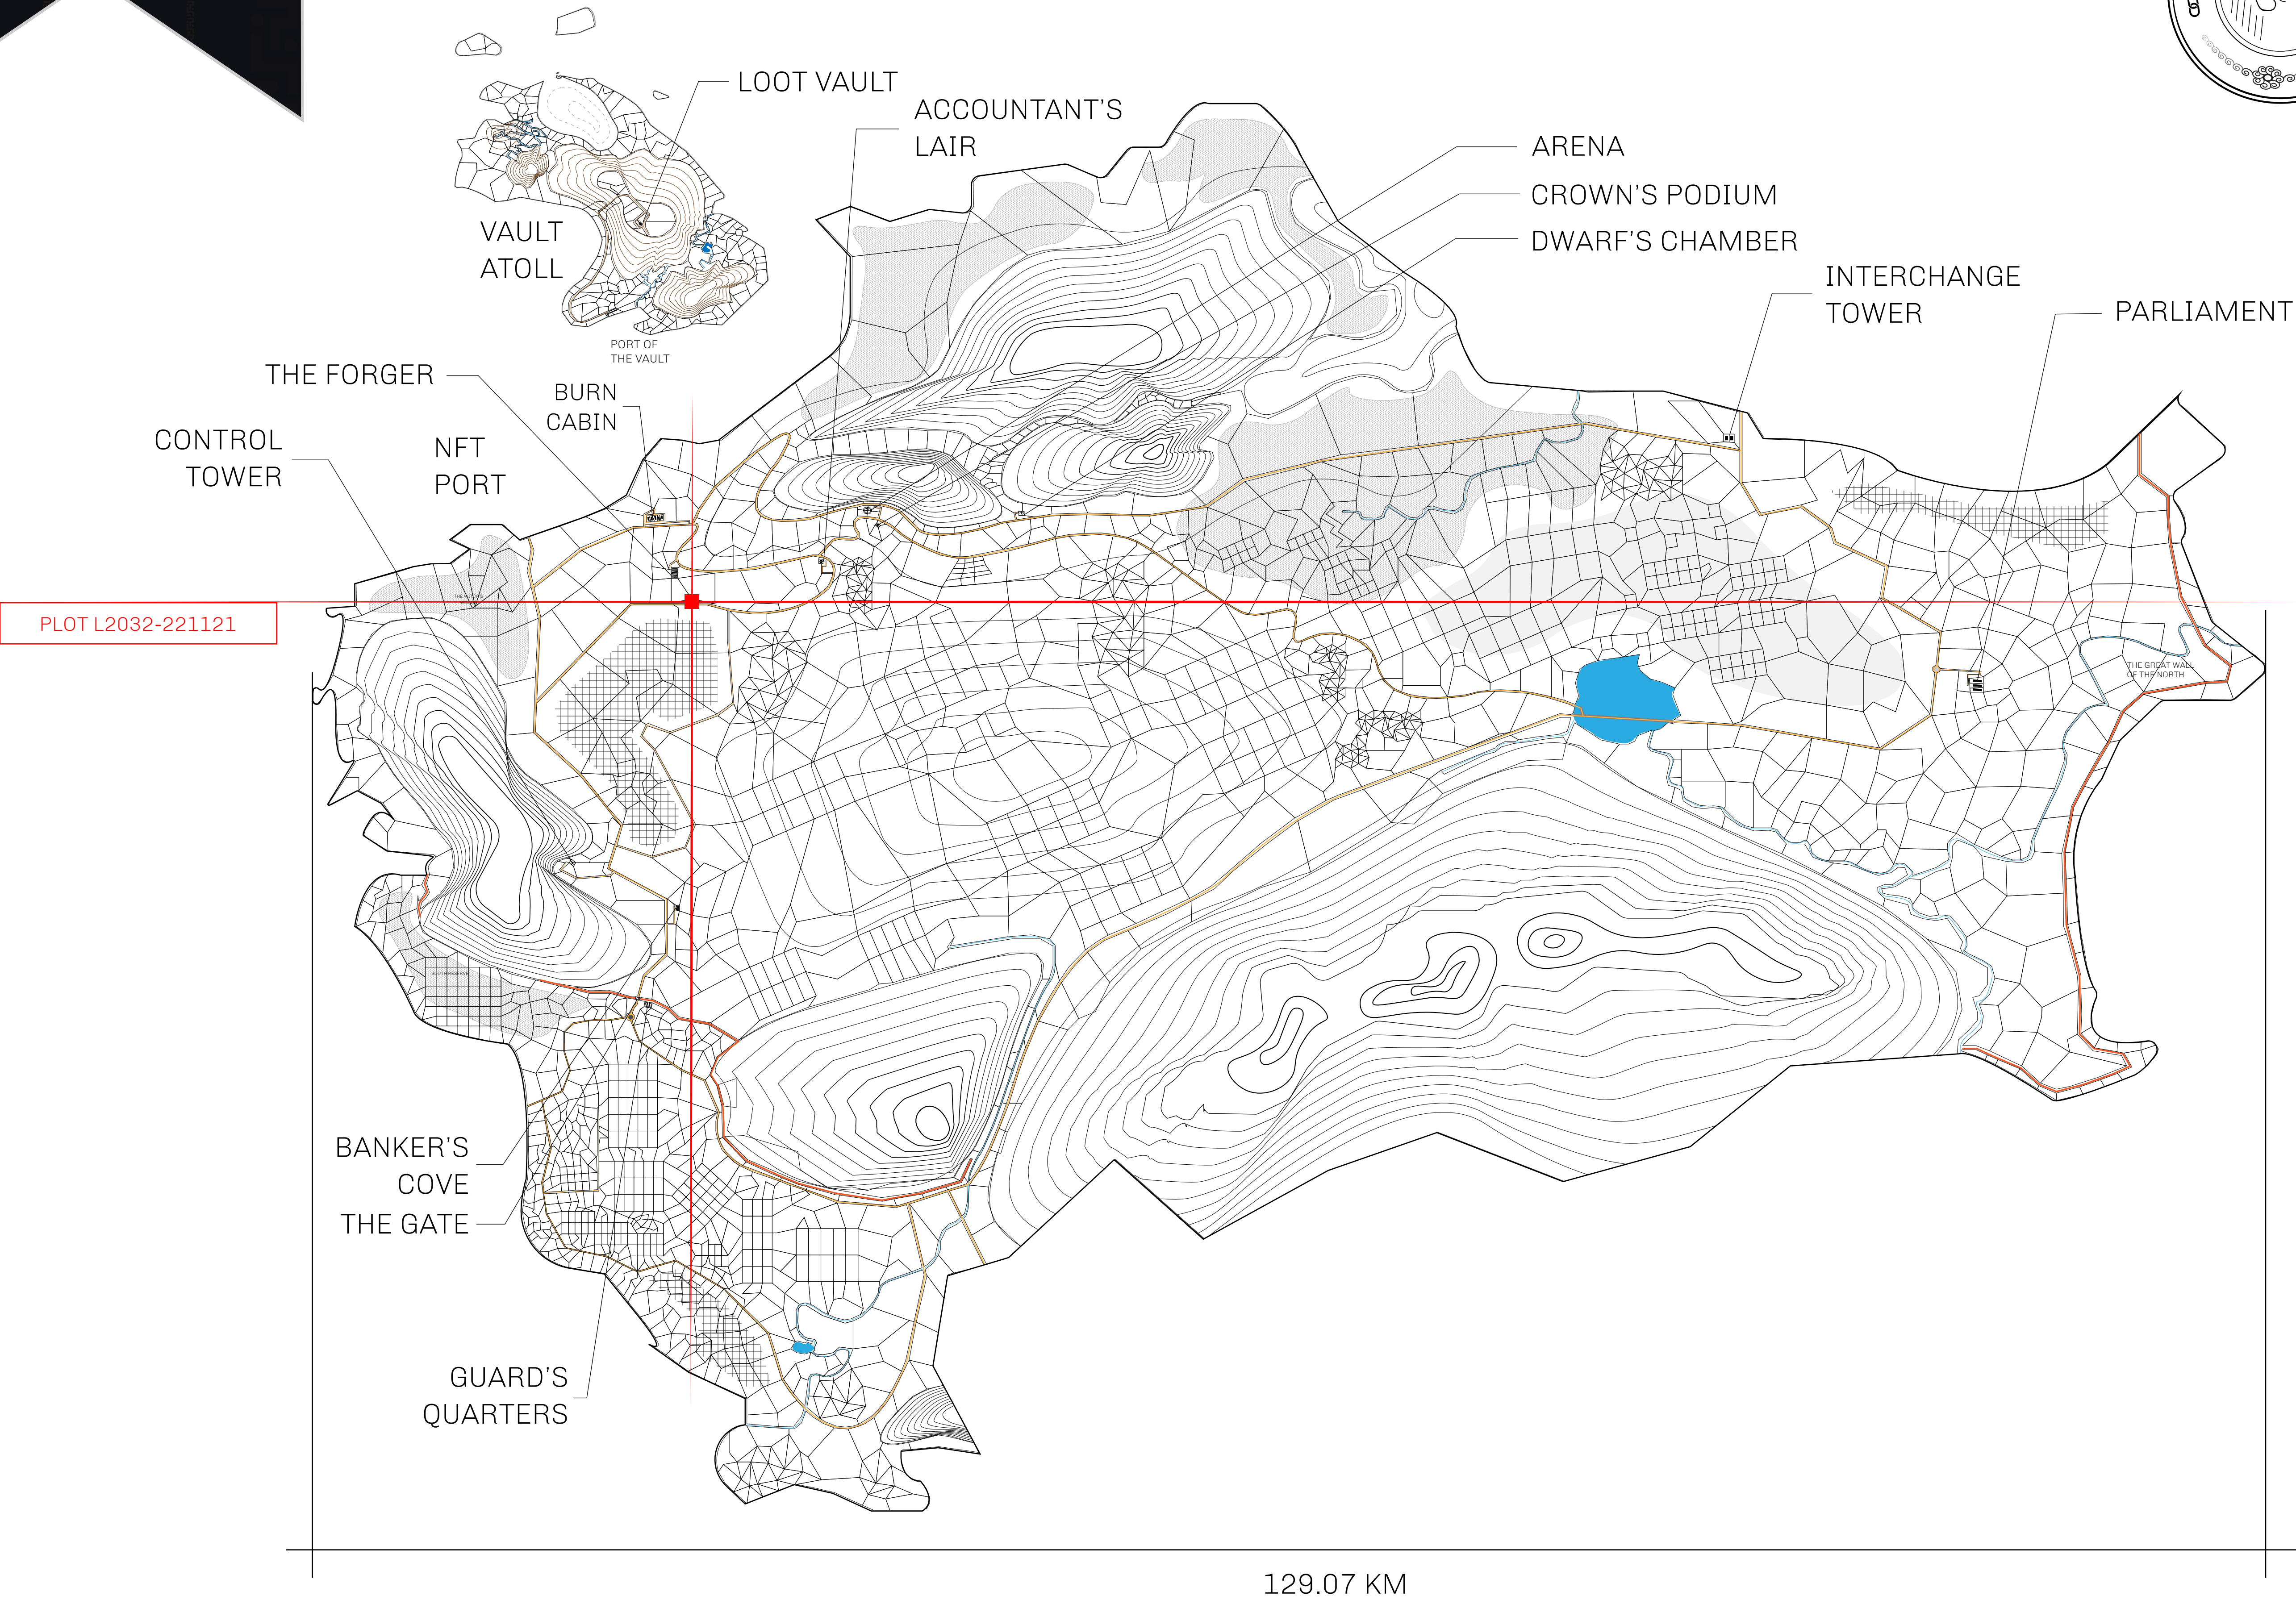 LOOT VAULT
ACCOUNTANT'S
LAIR
ARENA
CROWN'S PODIUM
DWARF'S CHAMBER
VAULT
ATOLL
INTERCHANGE
TOWER
PARLIAMENT
PORT OF
THE VAULT
THE FORGER
BURN
CABIN
CONTROL
TOWER
NFT
PORT
PLOT L2032-221121
THE GREAT WALL
OF THE NORTH
SOUTH RESERVE
BANKER'S
COVE
THE GATE
GUARD'S
QUARTERS
129.07 KM